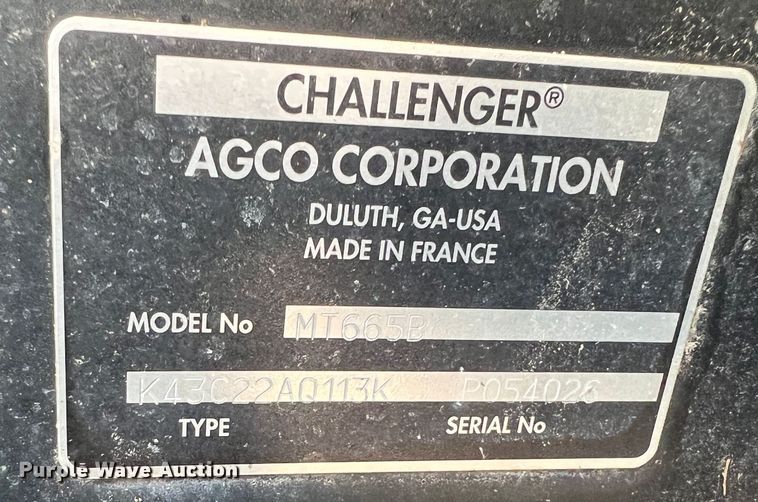 CHALLENGER®
AGCO CORPORATION
DULUTH, GA-USA
MADE IN FRANCE
MODEL No MT665B
K43C22AQ113K P054026
TYPE SERIAL No
Purple Wave Auction